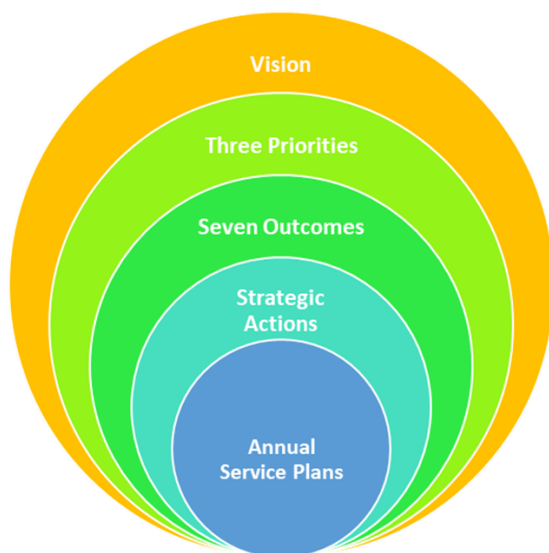 Vision
Three Priorities
Seven Outcomes
Strategic
Actions
Annual
Service Plans